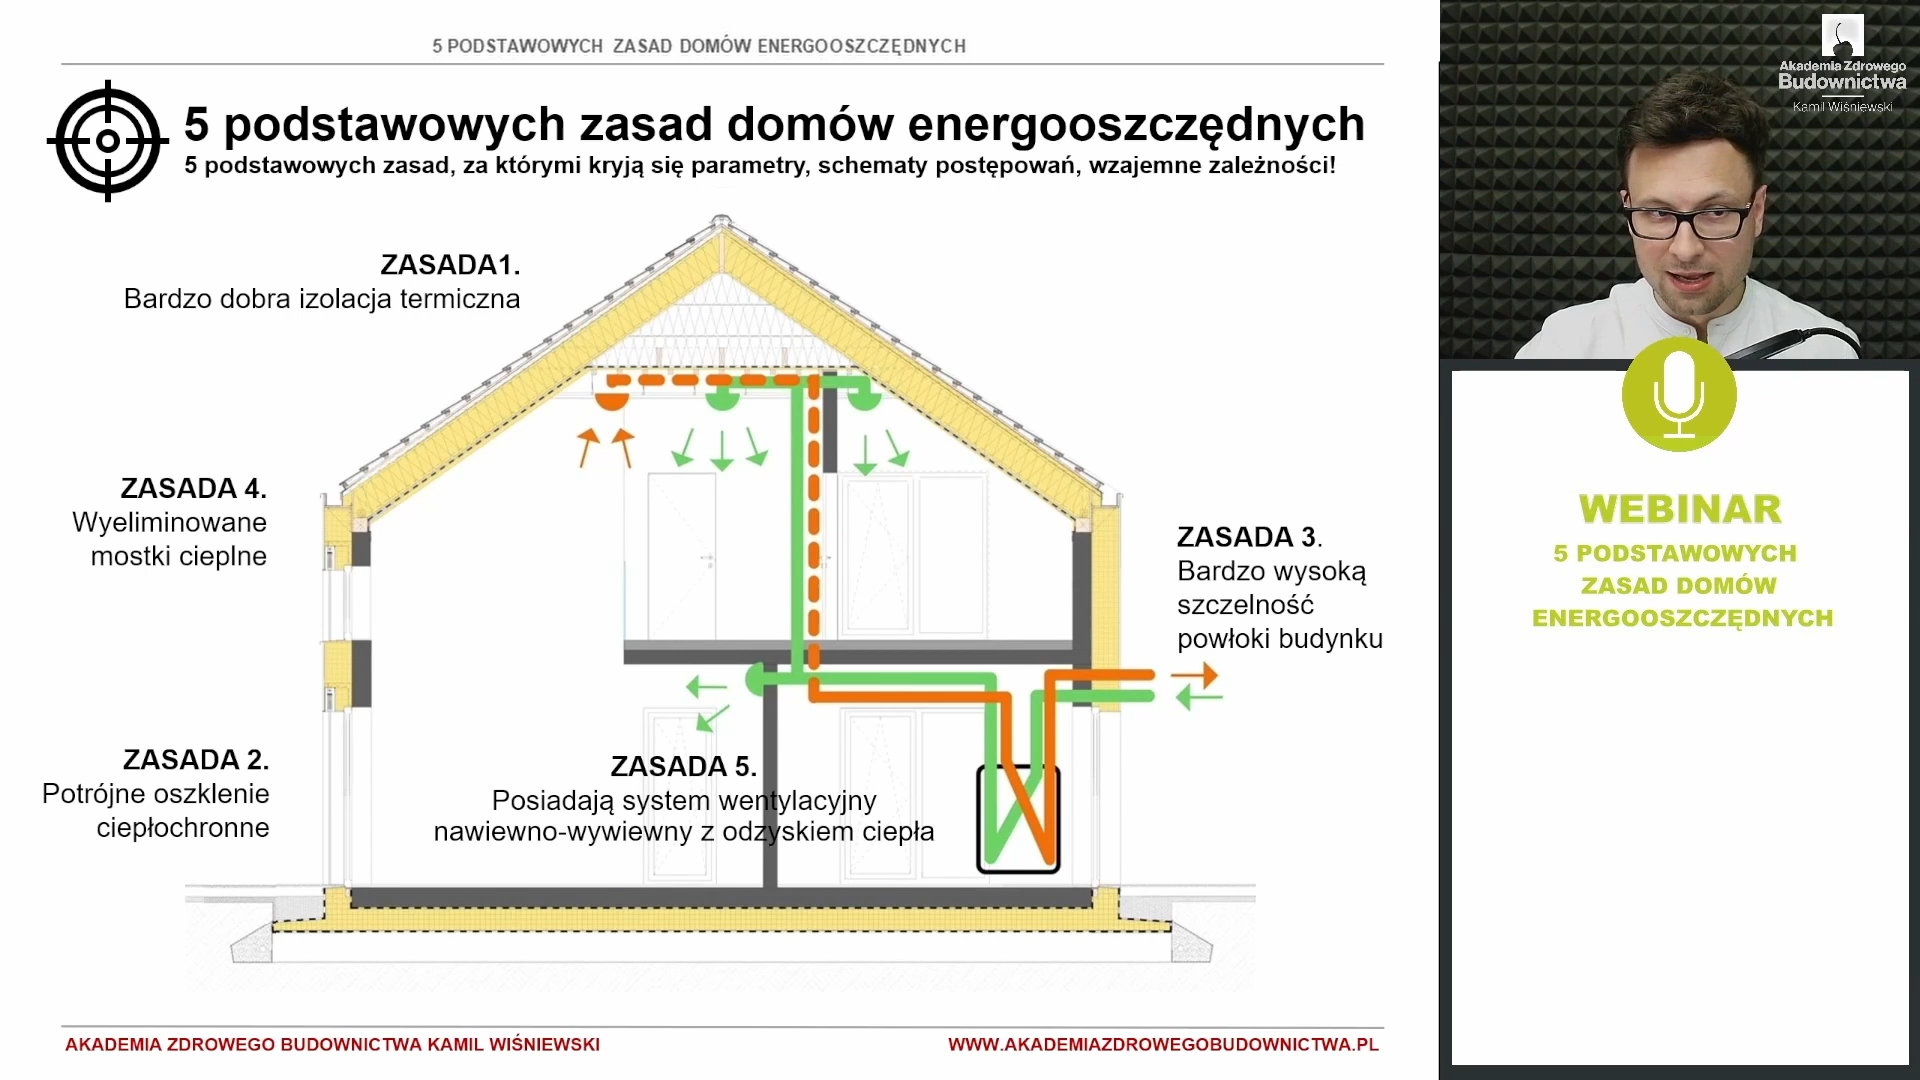 5 PODSTAWOWYCH ZASAD DOMÓW ENERGOOSZCZĘDNYCH
5 podstawowych zasad domów energooszczędnych
5 podstawowych zasad, za którymi kryją się parametry, schematy postępowań, wzajemne zależności!
ZASADA1.
Bardzo dobra izolacja termiczna
ZASADA 4.
Wyeliminowane
mostki cieplne
ZASADA 3.
Bardzo wysoką
szczelność
powłoki budynku
ZASADA 2.
Potrójne oszklenie
ciepłochronne
ZASADA 5.
Posiadają system wentylacyjny
nawiewno-wywiewny z odzyskiem ciepła
AKADEMIA ZDROWEGO BUDOWNICTWA KAMIL WIŚNIEWSKI
WWW.AKADEMIAZDROWEGOBUDOWNICTWA.PL
Akademia Zdrowego
Budownictwa
Kamil Wiśniewski
WEBINAR
5 PODSTAWOWYCH
ZASAD DOMÓW
ENERGOOSZCZĘDNYCH